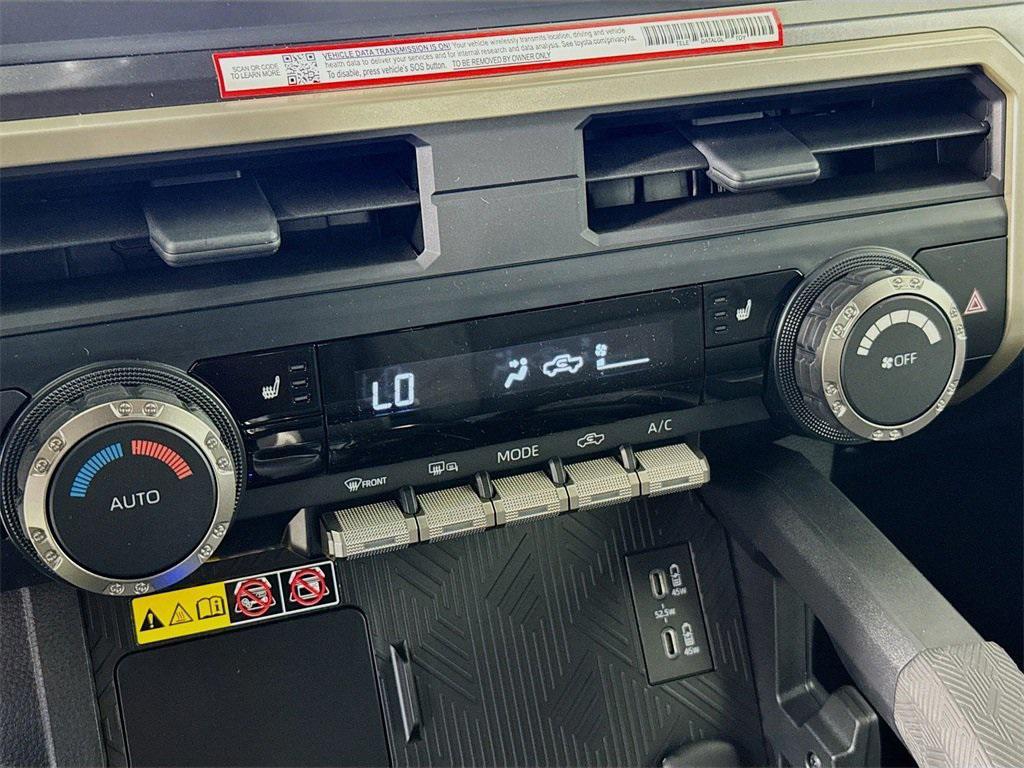 SCAN OR CODE
TO LEARN MORE
VEHICLE DATA TRANSMISSION IS ON! Your vehicle wirelessly transmits location, driving and vehicle
health data to deliver your services and for internal research and data analysis. See toyota.com/privacyvts.
To disable, press vehicle's SOS button. TO BE REMOVED BY OWNER ONLY
TELE DATALGL TOY
LO
OFF
AUTO
FRONT
MODE
A/C
45W
52.5W
45W